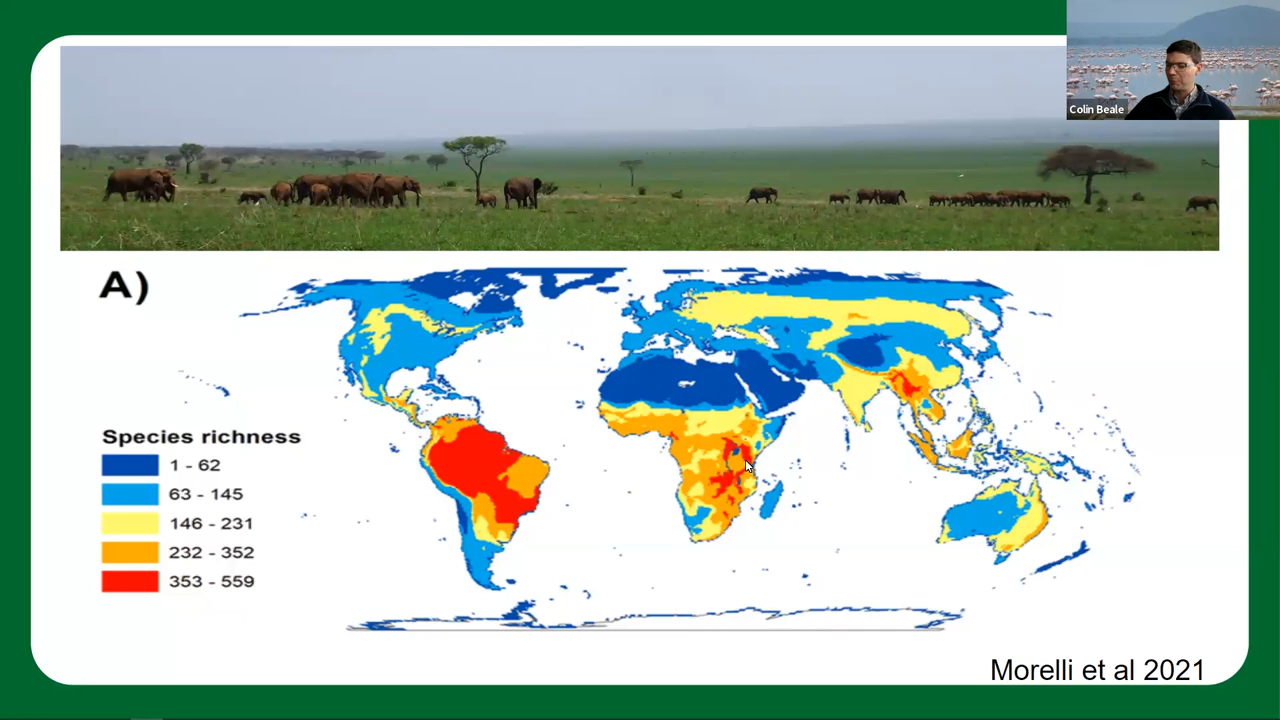 Colin Beale
A)
Species richness
1 - 62
63 - 145
146 - 231
232 - 352
353 - 559
Morelli et al 2021